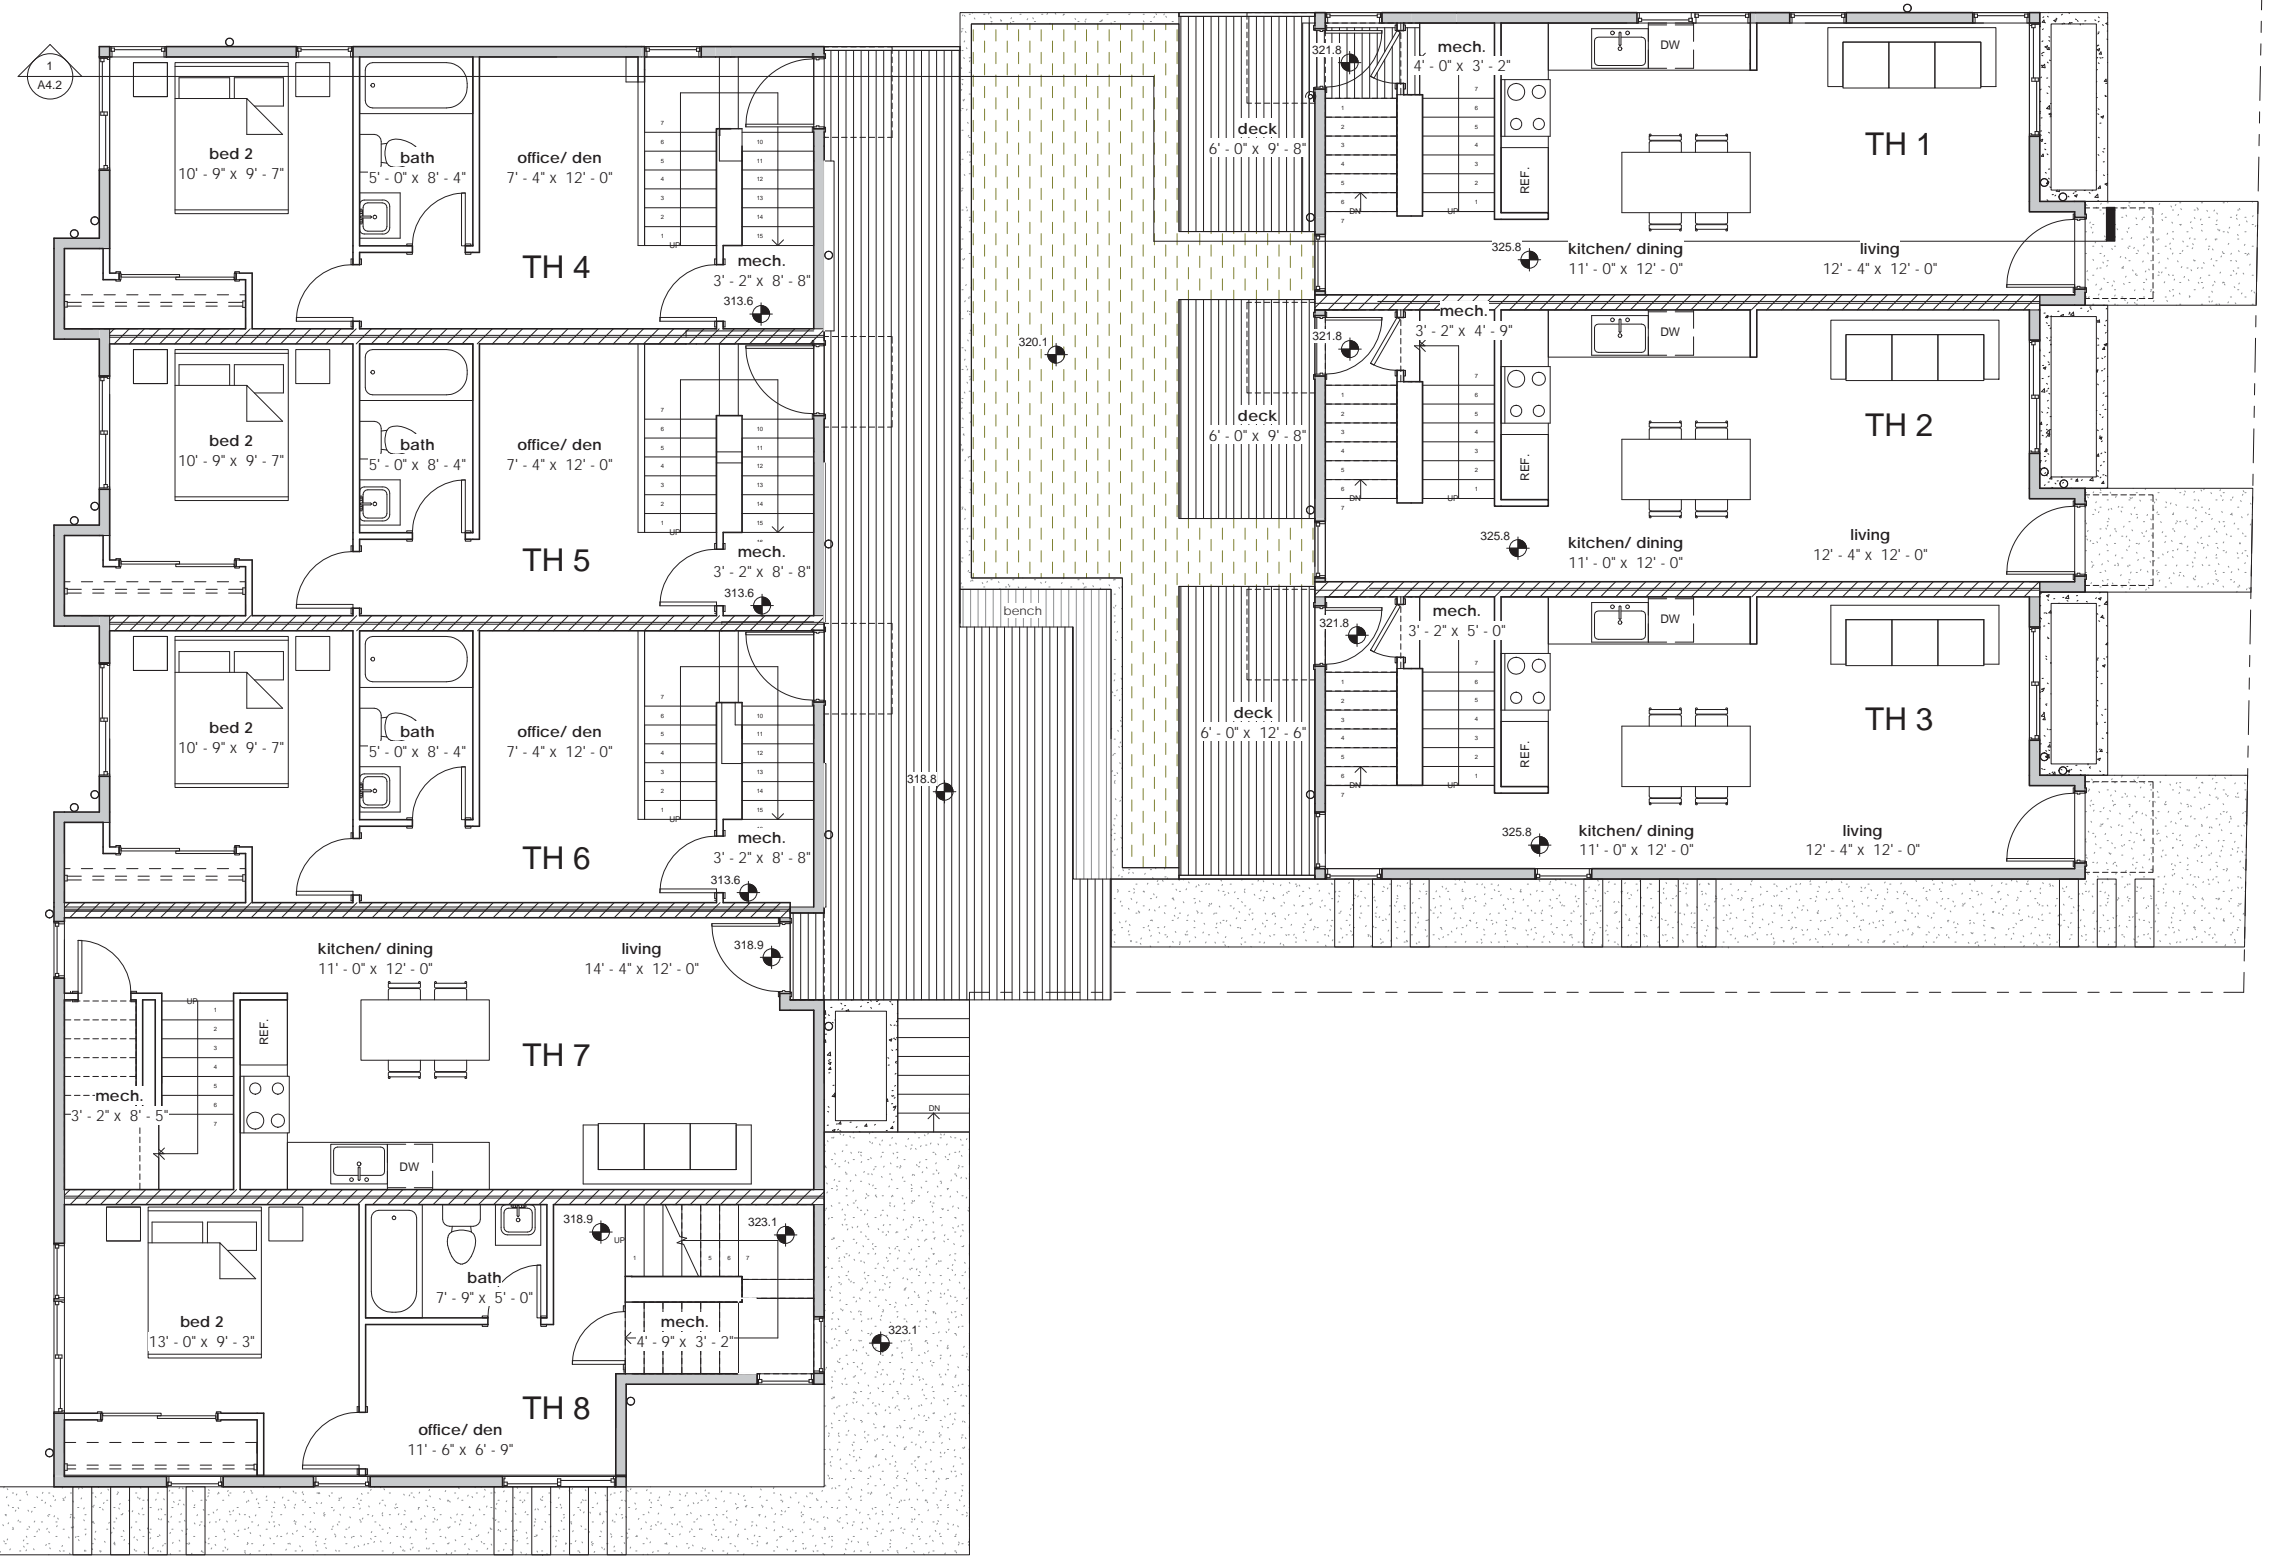 1
A4.2
bed 2
10' - 9" x 9' - 7"
bath
5' - 0" x 8' - 4"
office/ den
7' - 4" x 12' - 0"
TH 4
UP
mech.
3' - 2" x 8' - 8"
313.6
bed 2
10' - 9" x 9' - 7"
bath
5' - 0" x 8' - 4"
office/ den
7' - 4" x 12' - 0"
TH 5
UP
mech.
3' - 2" x 8' - 8"
313.6
bed 2
10' - 9" x 9' - 7"
bath
5' - 0" x 8' - 4"
office/ den
7' - 4" x 12' - 0"
TH 6
UP
mech.
3' - 2" x 8' - 8"
313.6
kitchen/ dining
11' - 0" x 12' - 0"
living
14' - 4" x 12' - 0"
318.9
UP
REF.
TH 7
mech.
3' - 2" x 8' - 5"
DW
DN
318.9
UP
323.1
bath
7' - 9" x 5' - 0"
bed 2
13' - 0" x 9' - 3"
mech.
4' - 9" x 3' - 2"
323.1
TH 8
office/ den
11' - 6" x 6' - 9"
320.1
bench
318.8
321.8
mech.
4' - 0" x 3' - 2"
DW
deck
6' - 0" x 9' - 8"
REF.
TH 1
DN
UP
325.8
kitchen/ dining
11' - 0" x 12' - 0"
living
12' - 4" x 12' - 0"
321.8
mech.
3' - 2" x 4' - 9"
DW
deck
6' - 0" x 9' - 8"
REF.
TH 2
DN
UP
325.8
kitchen/ dining
11' - 0" x 12' - 0"
living
12' - 4" x 12' - 0"
321.8
mech.
3' - 2" x 5' - 0"
DW
deck
6' - 0" x 12' - 6"
REF.
TH 3
DN
UP
325.8
kitchen/ dining
11' - 0" x 12' - 0"
living
12' - 4" x 12' - 0"